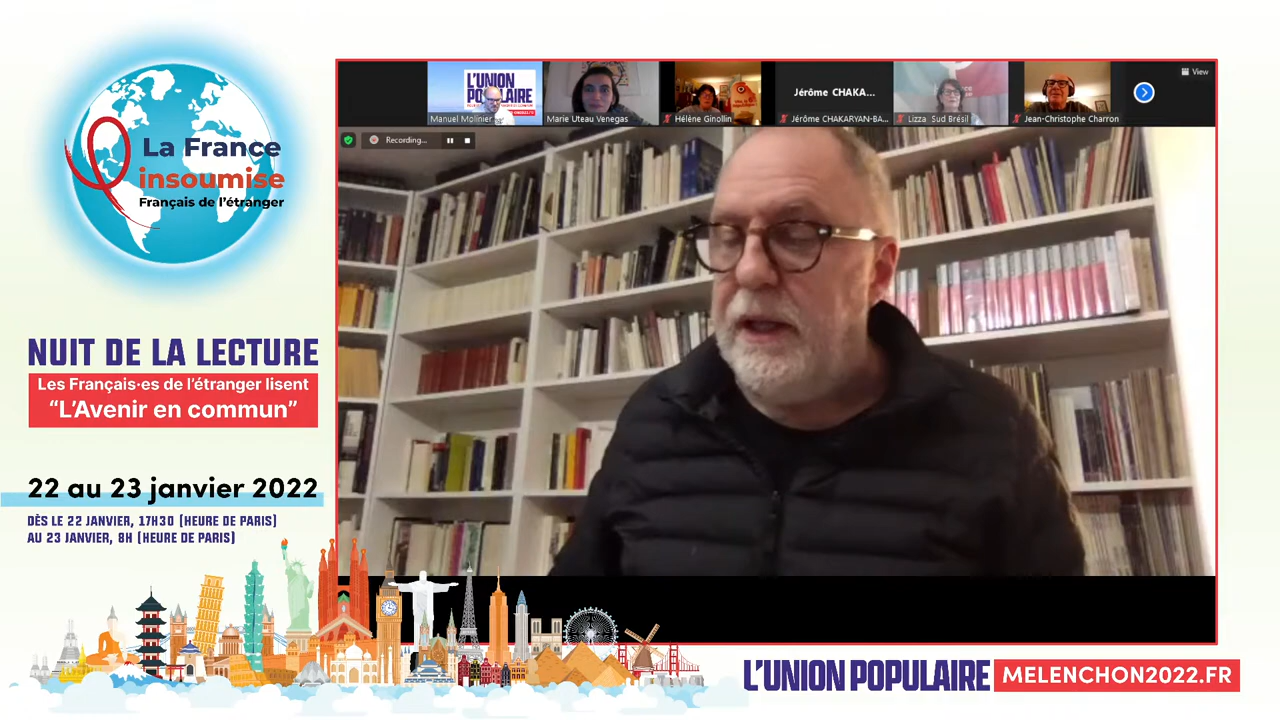 La France
insoumise
Français de l'étranger
NUIT DE LA LECTURE
Les Français·es de l'étranger lisent
“L'Avenir en commun”
22 au 23 janvier 2022
DÈS LE 22 JANVIER, 17H30 (HEURE DE PARIS)
AU 23 JANVIER, 8H (HEURE DE PARIS)
L'UNION
POPULAIRE
Manuel Molinier
Marie Uteau Venegas
Hélène Ginollin
Jérôme CHAKA...
Jérôme CHAKARYAN-BA...
Lizza Sud Brésil
Jean-Christophe Charron
View
Recording...
L'UNION POPULAIRE
MELENCHON2022.FR